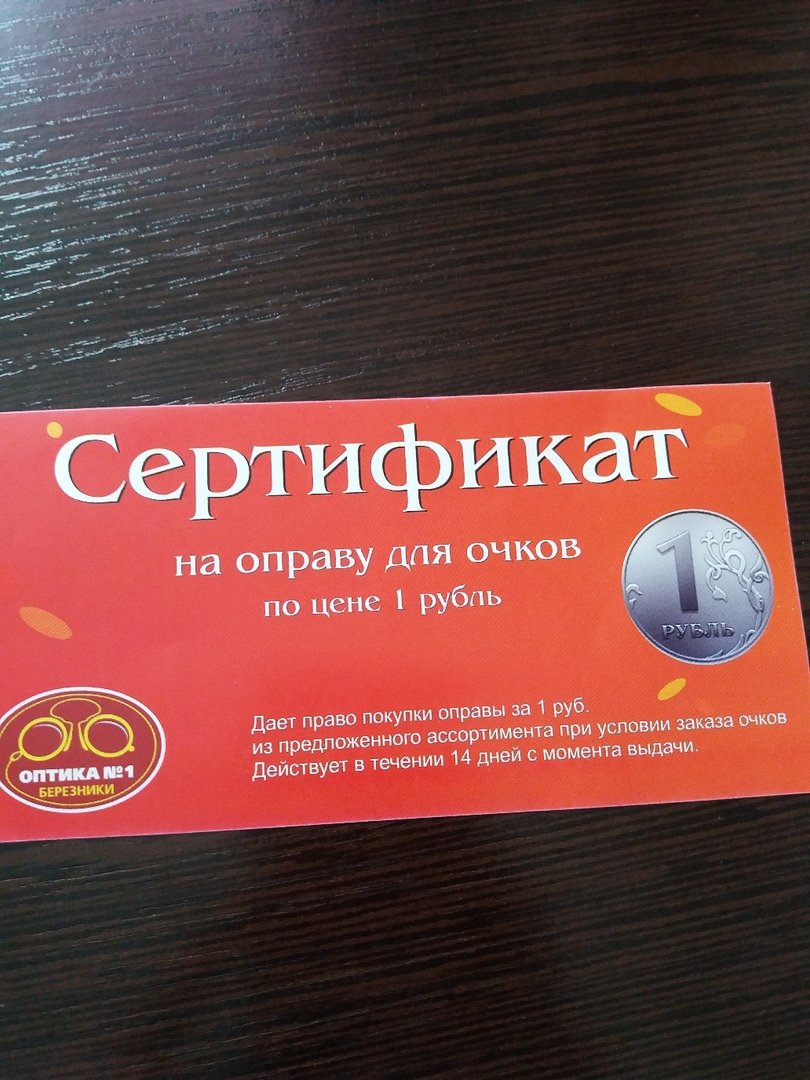 Сертификат
на оправу для очков
по цене 1 рубль
1
РУБЛЬ
Дает право покупки оправы за 1 руб.
из предложенного ассортимента при условии заказа очков
Действует в течении 14 дней с момента выдачи.
ОПТИКА №1
БЕРЕЗНИКИ